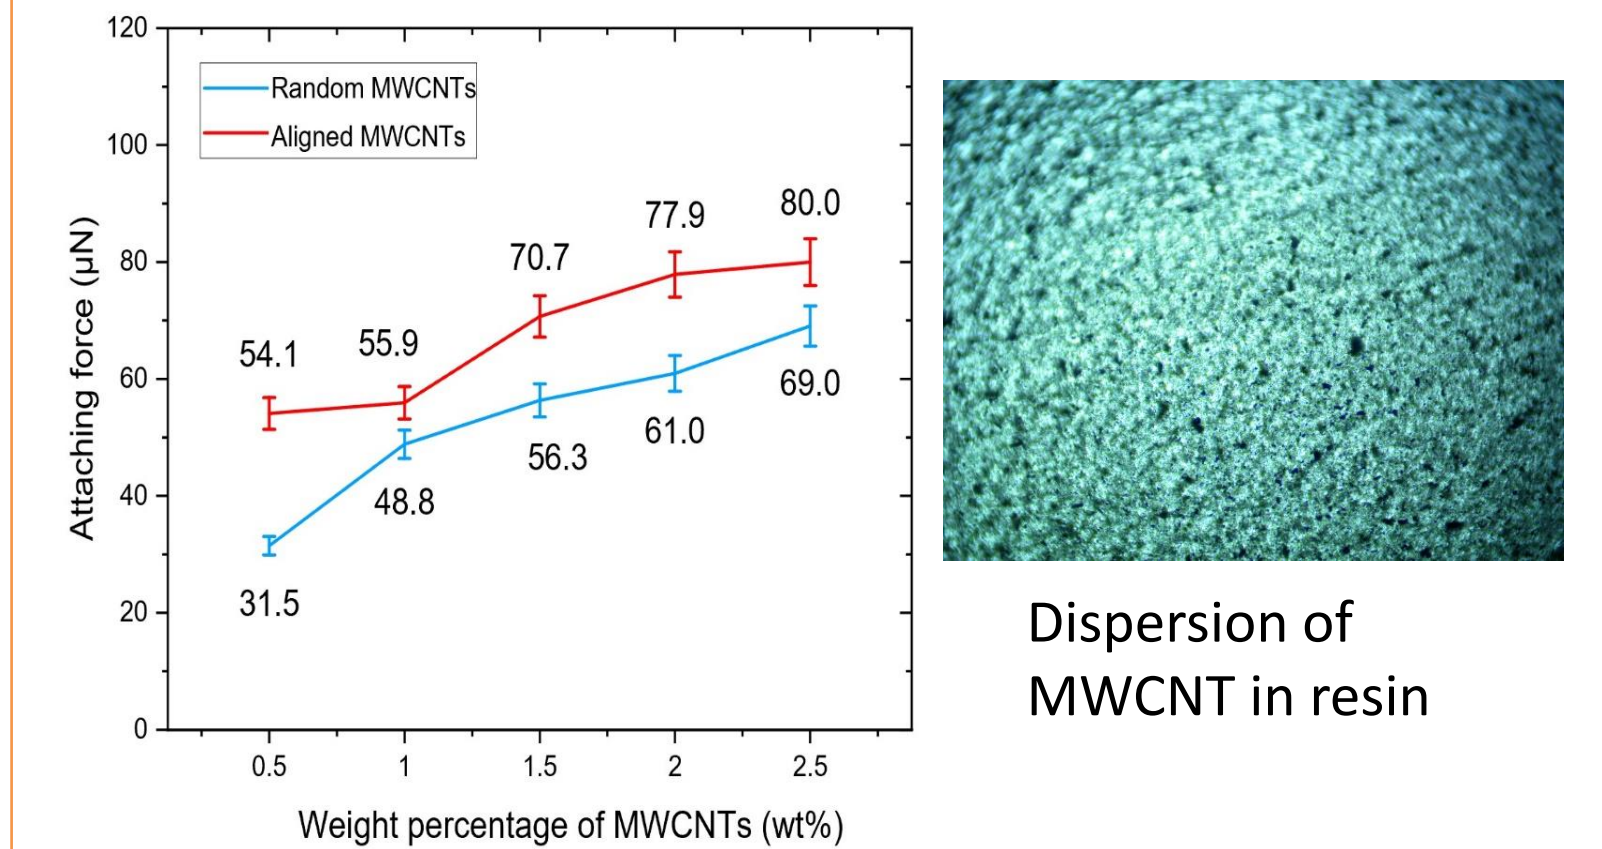 120
100
80
60
40
20
0
Attaching force (μN)
Random MWCNTs
Aligned MWCNTs
54.1
55.9
70.7
77.9
80.0
31.5
48.8
56.3
61.0
69.0
0.5 1 1.5 2 2.5
Weight percentage of MWCNTs (wt%)
Dispersion of
MWCNT in resin